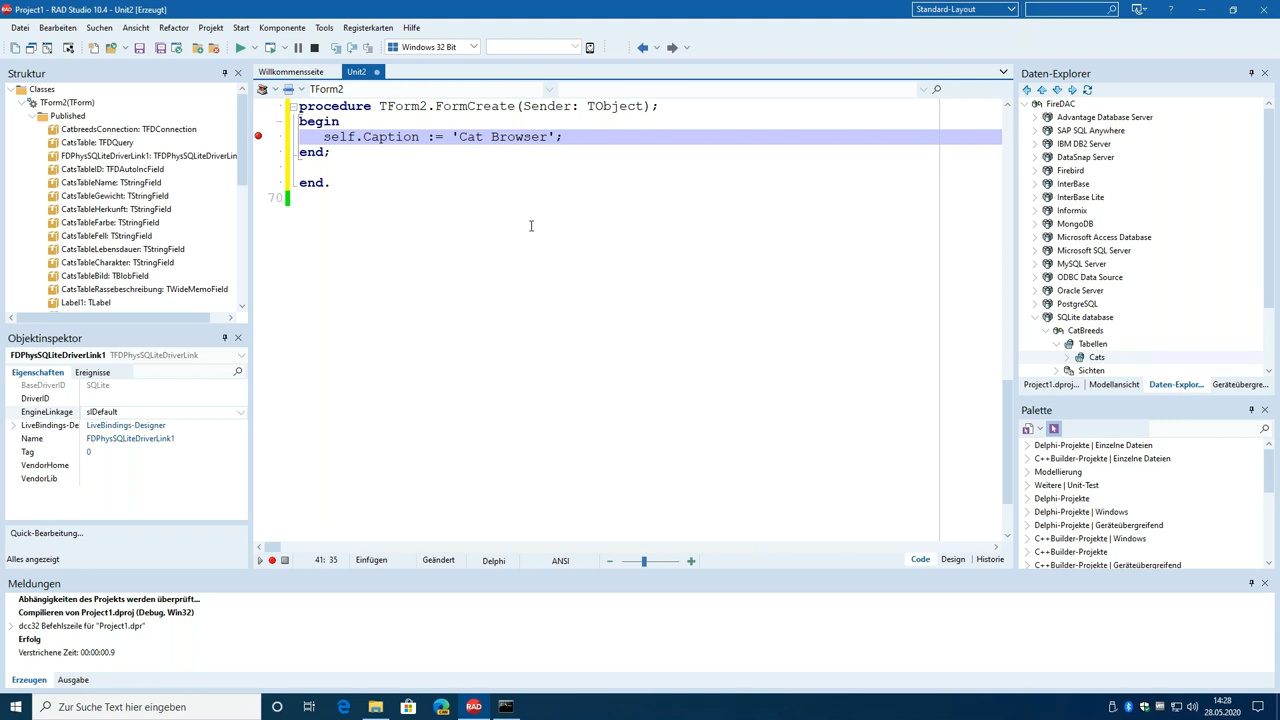 Project1 - RAD Studio 10.4 - Unit2 [Erzeugt]
Standard-Layout
Datei Bearbeiten Suchen Ansicht Refactor Projekt Start Komponente Tools Registerkarten Hilfe
Windows 32 Bit
Struktur
Classes
TForm2(TForm)
Published
CatbreedsConnection: TFDConnection
CatsTable: TFDQuery
FDPhysSQLiteDriverLink1: TFDPhysSQLiteDriverLin
CatsTableID: TFDAutoIncField
CatsTableName: TStringField
CatsTableGewicht: TStringField
CatsTableHerkunft: TStringField
CatsTableFarbe: TStringField
CatsTableFell: TStringField
CatsTableLebensdauer: TStringField
CatsTableCharakter: TStringField
CatsTableBild: TBlobField
CatsTableRassebeschreibung: TWideMemoField
Label1: TLabel
Objektinspektor
FDPhysSQLiteDriverLink1 TFDPhysSQLiteDriverLink
Eigenschaften Ereignisse
BaseDriverID SQLite
DriverID
EngineLinkage slDefault
LiveBindings-De LiveBindings-Designer
Name FDPhysSQLiteDriverLink1
Tag 0
VendorHome
VendorLib
Quick-Bearbeitung...
Alles angezeigt
Willkommensseite Unit2
TForm2
procedure TForm2.FormCreate(Sender: TObject);
begin
self.Caption := 'Cat Browser';
end;
end.
70
41: 35 Einfügen Geändert Delphi ANSI
Code Design Historie
Daten-Explorer
FireDAC
Advantage Database Server
SAP SQL Anywhere
IBM DB2 Server
DataSnap Server
Firebird
InterBase
InterBase Lite
Informix
MongoDB
Microsoft Access Database
Microsoft SQL Server
MySQL Server
ODBC Data Source
Oracle Server
PostgreSQL
SQLite database
CatBreeds
Tabellen
Cats
Sichten
Project1.dproj... Modellansicht Daten-Explor... Geräteübergre...
Palette
Delphi-Projekte | Einzelne Dateien
C++Builder-Projekte | Einzelne Dateien
Modellierung
Weitere | Unit-Test
Delphi-Projekte
Delphi-Projekte | Windows
Delphi-Projekte | Geräteübergreifend
C++Builder-Projekte | Windows
C++Builder-Projekte
C++Builder-Projekte | Geräteübergreifend
Meldungen
Abhängigkeiten des Projekts werden überprüft...
Compilieren von Project1.dproj (Debug, Win32)
dcc32 Befehlszeile für "Project1.dpr"
Erfolg
Verstrichene Zeit: 00:00:00.9
Erzeugen Ausgabe
Zur Suche Text hier eingeben
RAD
14:28
28.05.2020